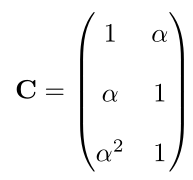 C = ⎛ 1 α ⎞
⎜ α 1 ⎟
⎝ α² 1 ⎠